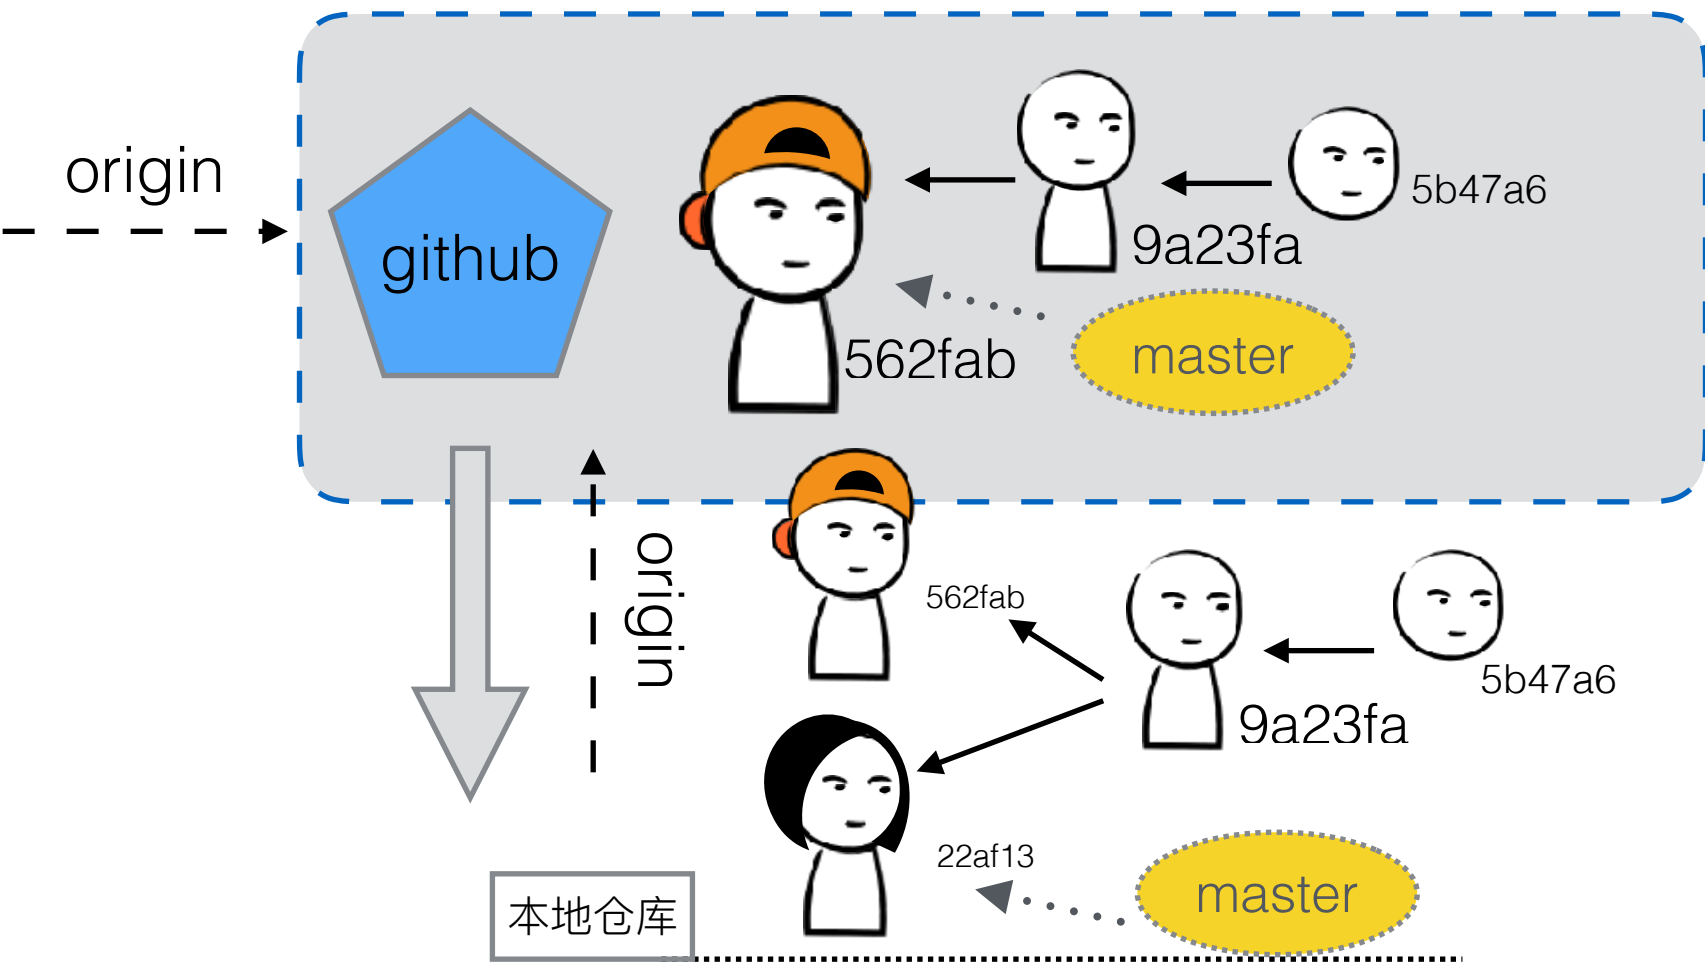 origin
github
5b47a6
9a23fa
562fab
master
origin
562fab
5b47a6
9a23fa
22af13
master
本地仓库